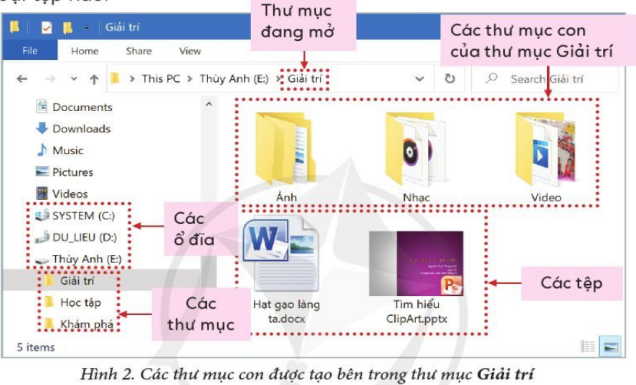 Thư mục
đang mở
Các thư mục con
của thư mục Giải trí
Giải trí
File Home Share View
This PC > Thùy Anh (E:) > Giải trí
Search Giải trí
Documents
Downloads
Music
Pictures
Videos
SYSTEM (C:)
DU_LIEU (D:)
Thùy Anh (E:)
Giải trí
Học tập
Khám phá
Các
ổ đĩa
Các
thư mục
Ảnh
Nhạc
Video
Hạt gạo làng
ta.docx
Tìm hiểu
ClipArt.pptx
Các tệp
5 items
Hình 2. Các thư mục con được tạo bên trong thư mục Giải trí